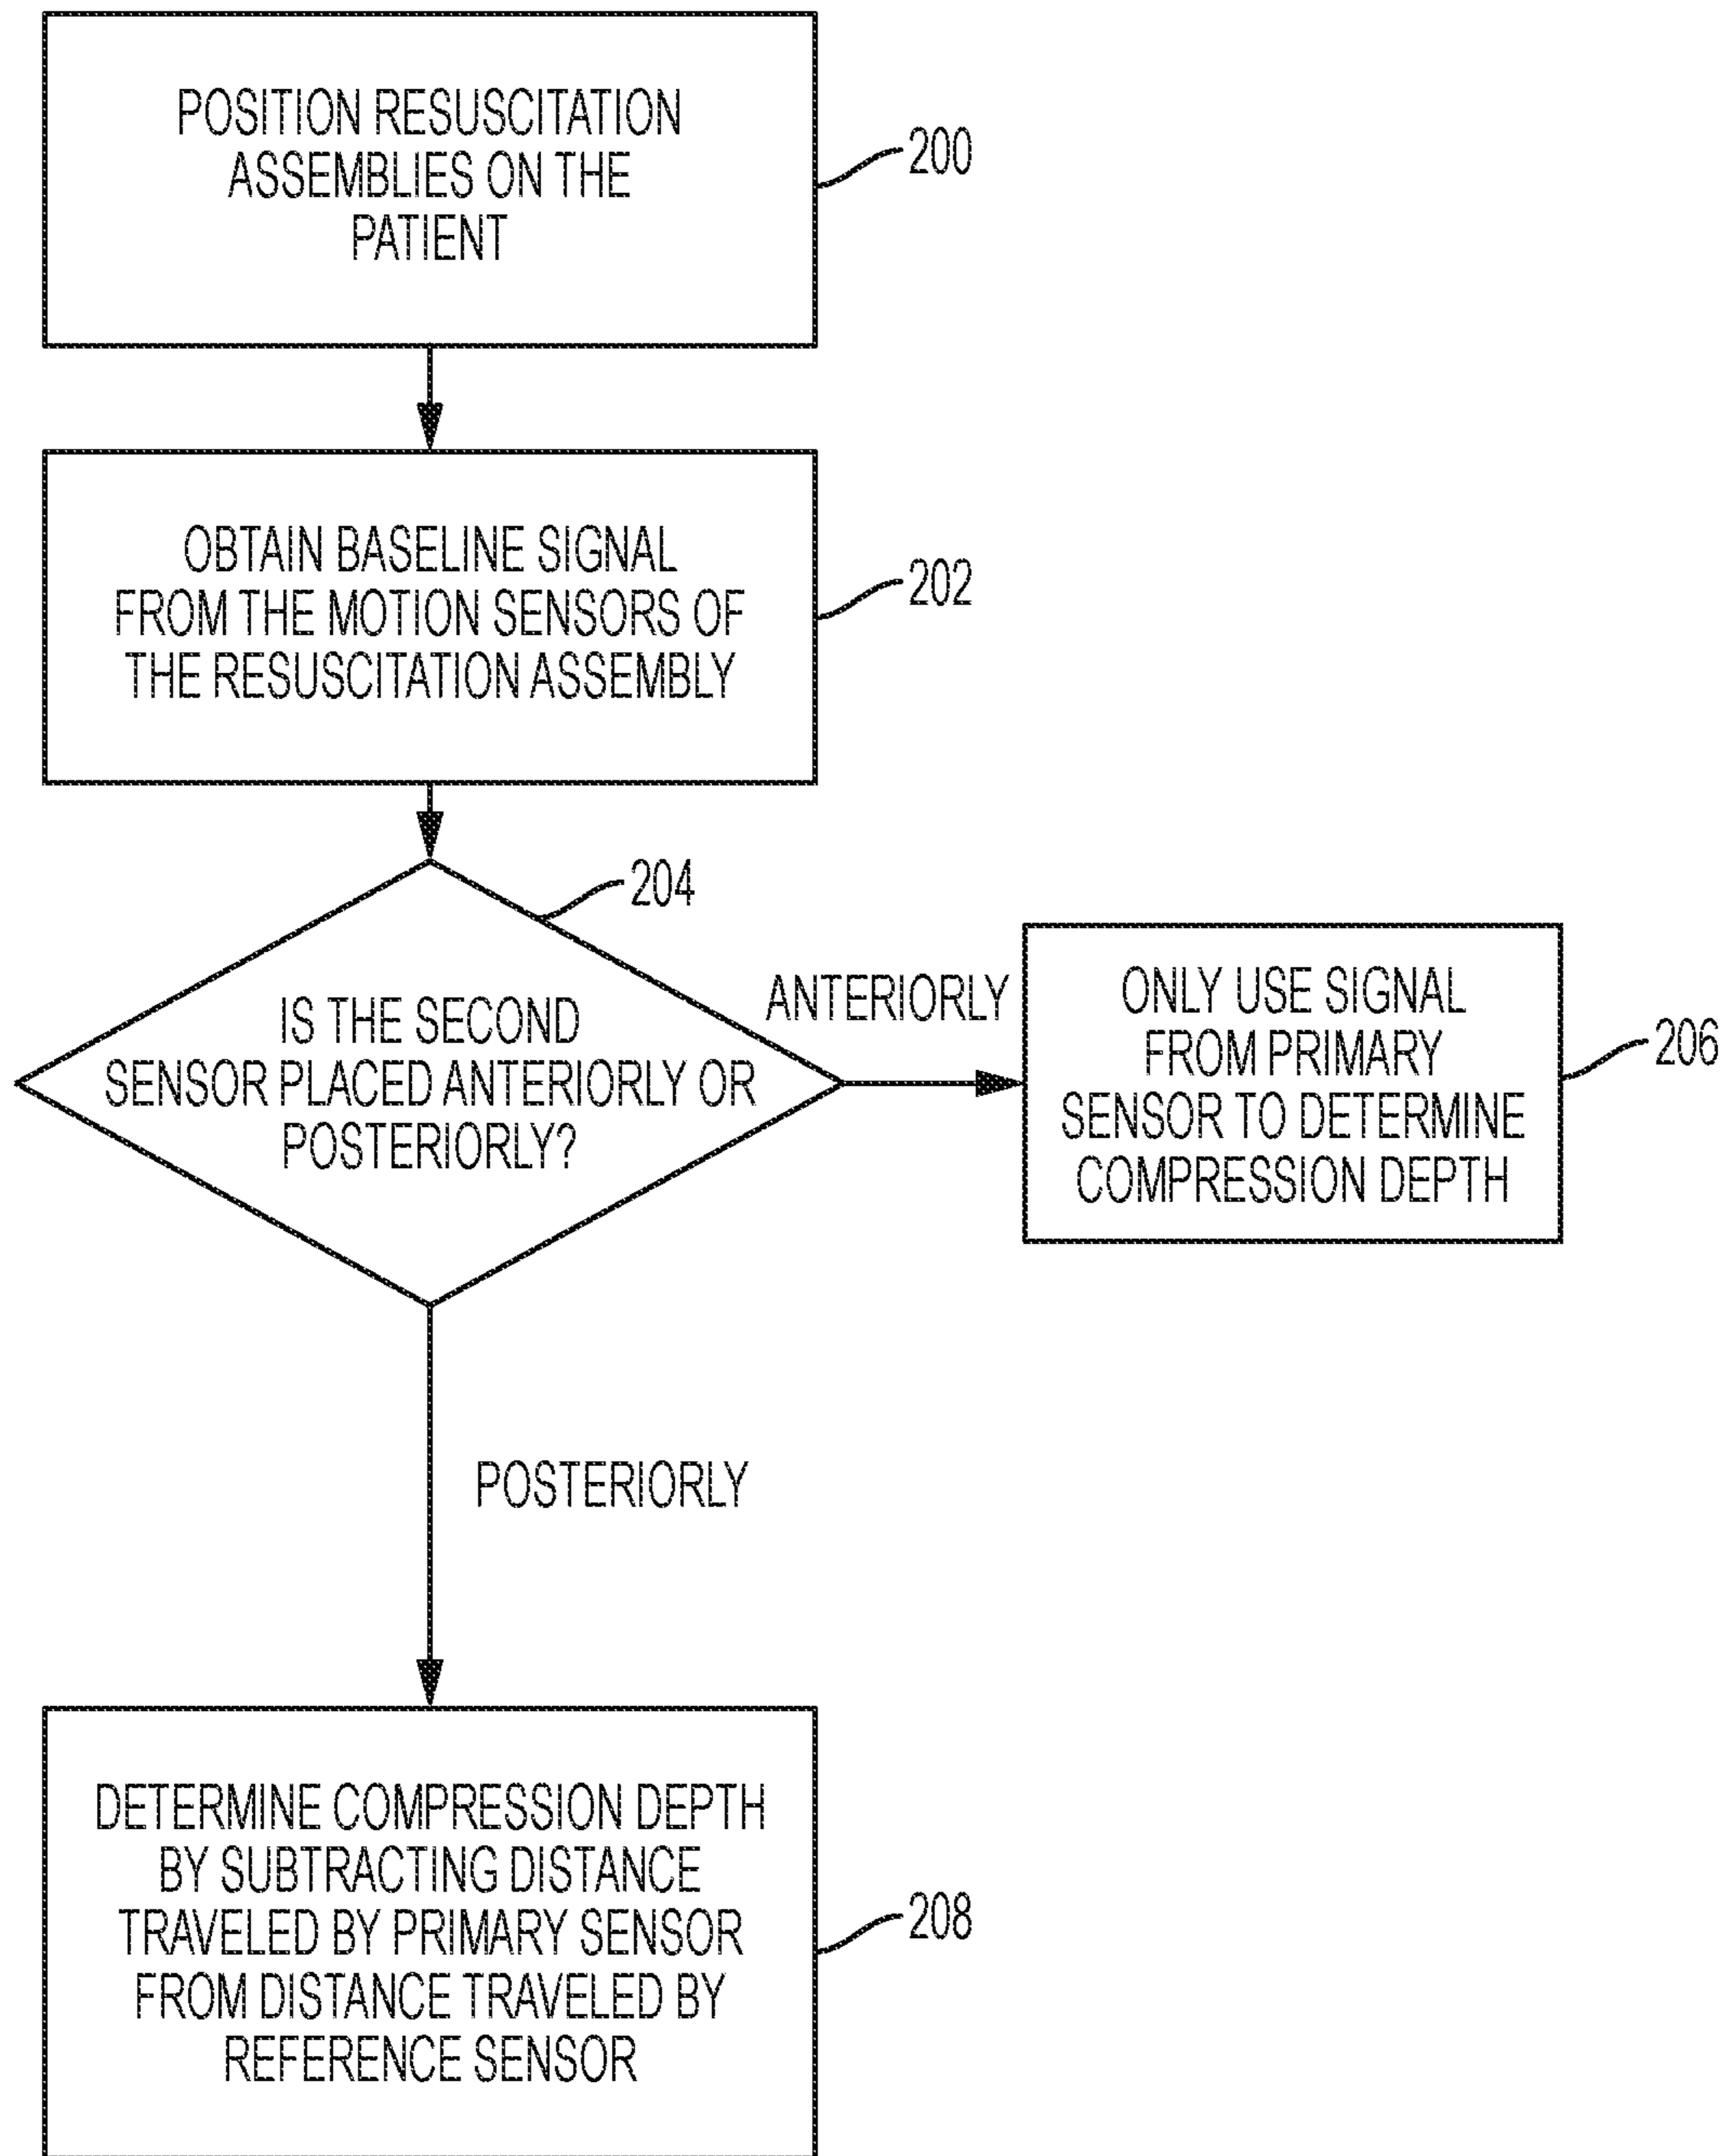 POSITION RESUSCITATION
ASSEMBLIES ON THE
PATIENT
200
OBTAIN BASELINE SIGNAL
FROM THE MOTION SENSORS OF
THE RESUSCITATION ASSEMBLY
202
204
IS THE SECOND
SENSOR PLACED ANTERIORLY OR
POSTERIORLY?
ANTERIORLY
ONLY USE SIGNAL
FROM PRIMARY
SENSOR TO DETERMINE
COMPRESSION DEPTH
206
POSTERIORLY
DETERMINE COMPRESSION DEPTH
BY SUBTRACTING DISTANCE
TRAVELED BY PRIMARY SENSOR
FROM DISTANCE TRAVELED BY
REFERENCE SENSOR
208